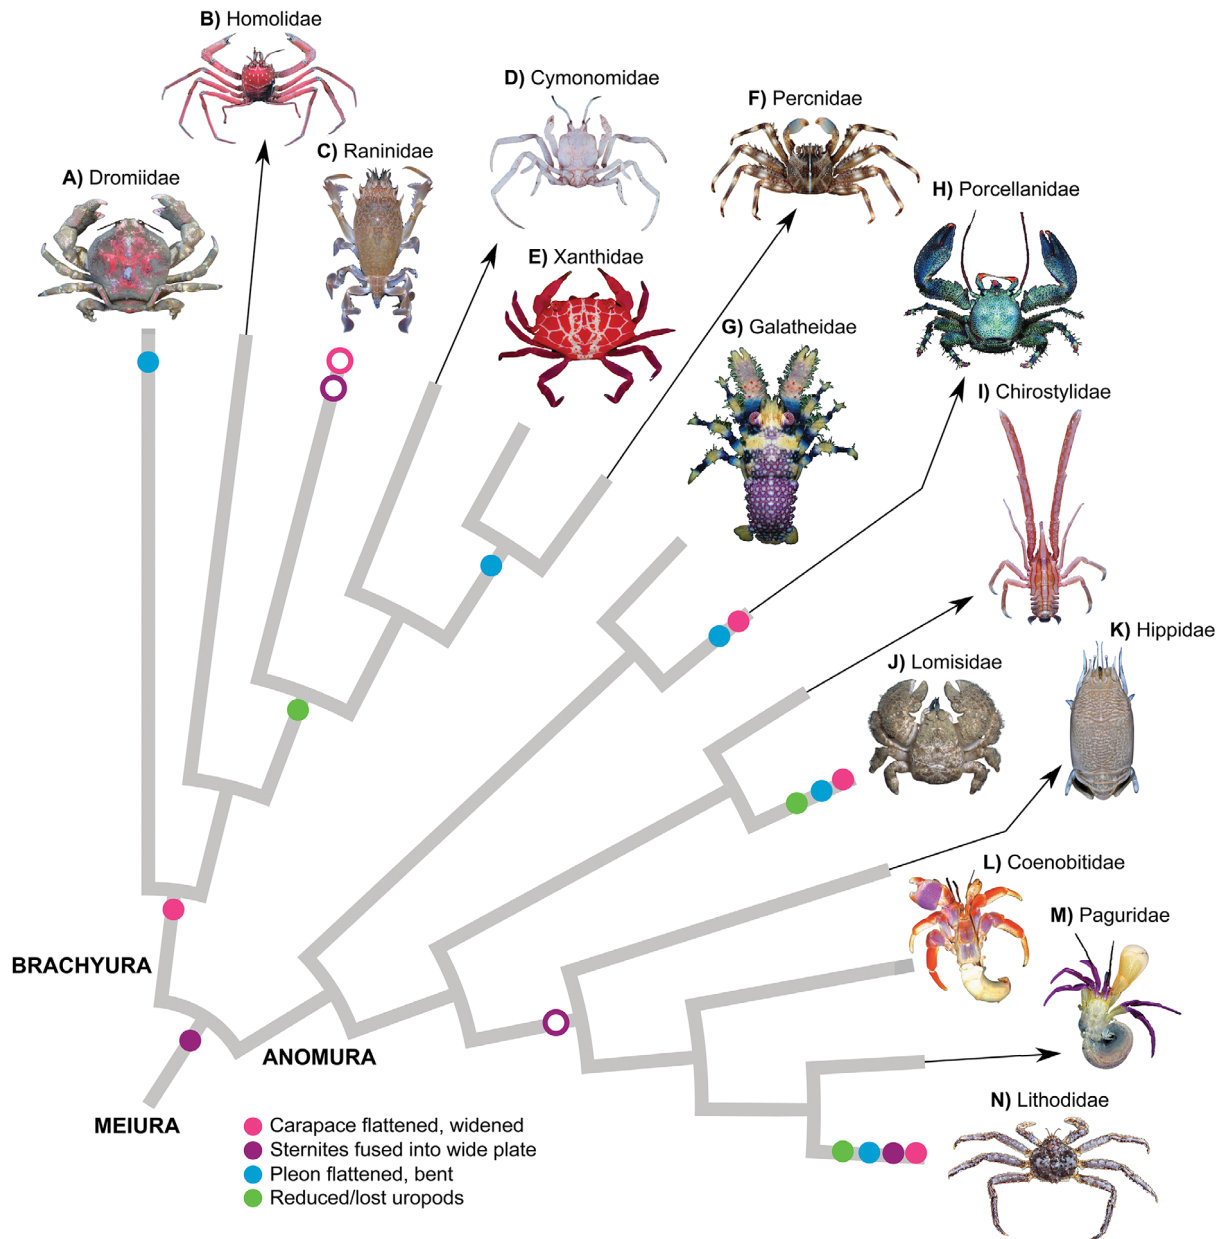 B) Homolidae
D) Cymonomidae
F) Percnidae
C) Raninidae
A) Dromiidae
H) Porcellanidae
E) Xanthidae
G) Galatheidae
I) Chirostylidae
K) Hippidae
J) Lomisidae
L) Coenobitidae
M) Paguridae
BRACHYURA
ANOMURA
N) Lithodidae
MEIURA
Carapace flattened, widened
Sternites fused into wide plate
Pleon flattened, bent
Reduced/lost uropods